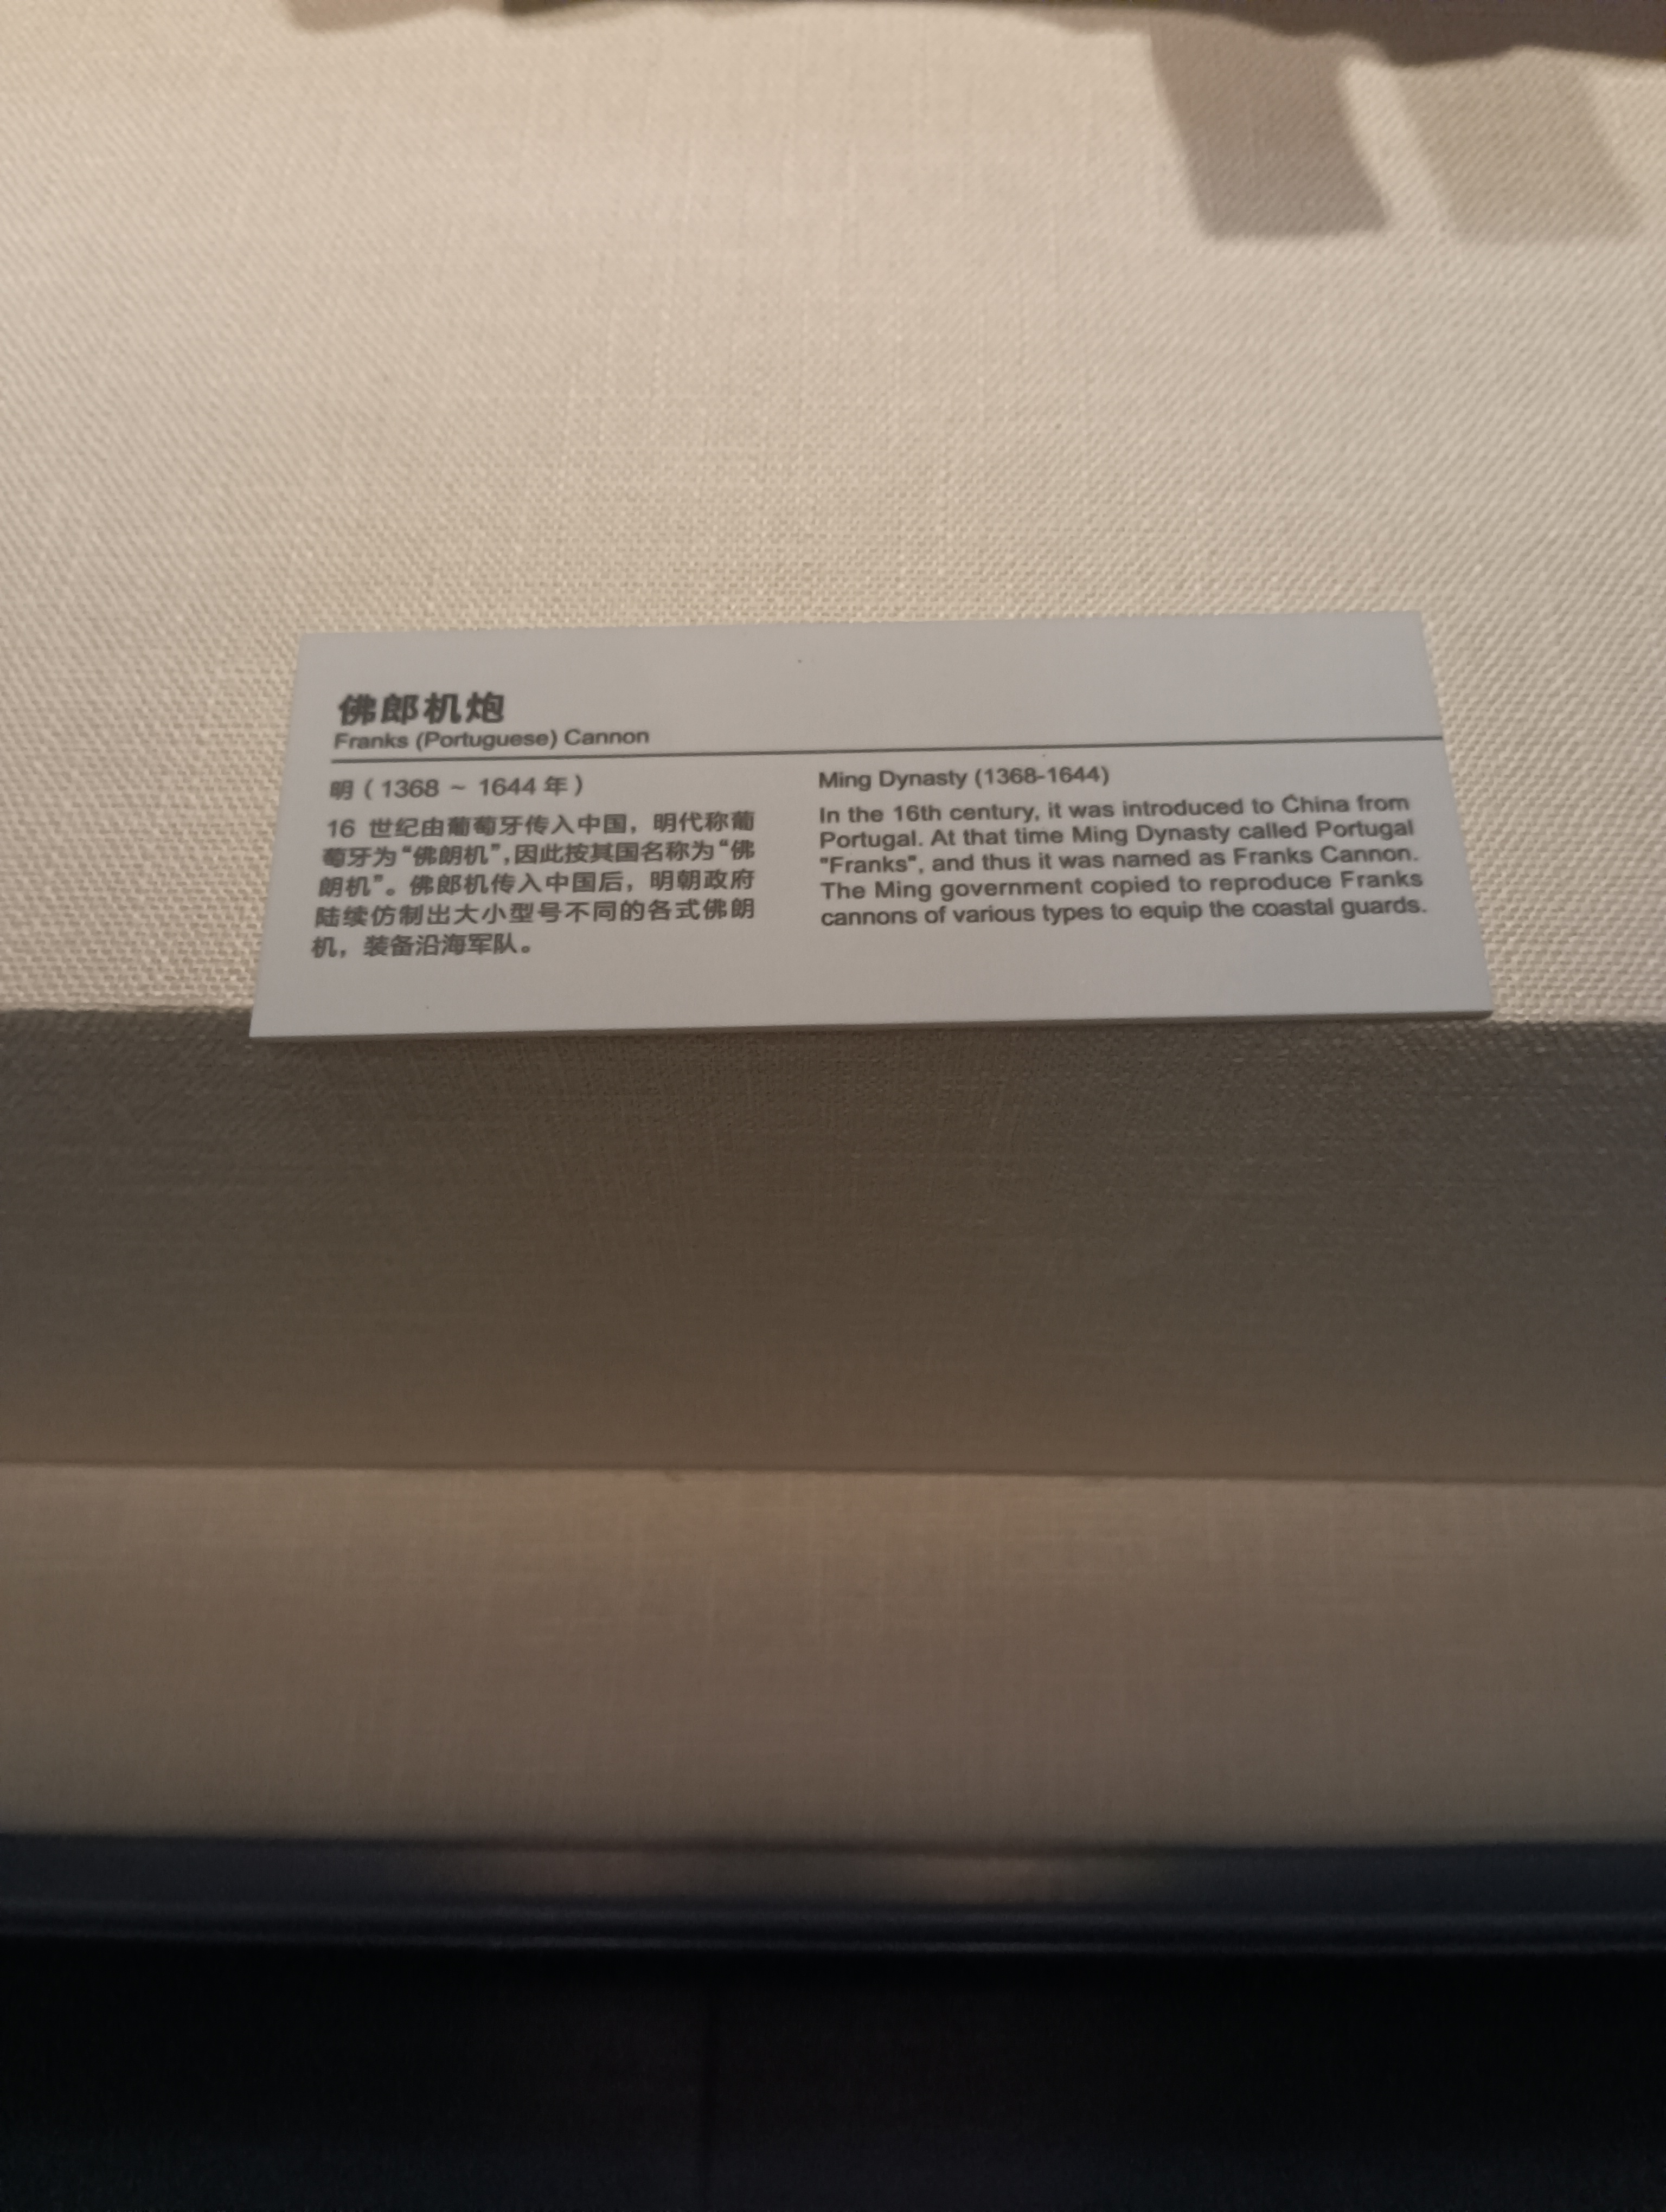 佛郎机炮
Franks (Portuguese) Cannon
明（1368 ~ 1644 年）
16 世纪由葡萄牙传入中国，明代称葡
萄牙为“佛朗机”,因此按其国名称为“佛
朗机”。佛郎机传入中国后，明朝政府
陆续仿制出大小型号不同的各式佛朗
机，装备沿海军队。
Ming Dynasty (1368-1644)
In the 16th century, it was introduced to China from
Portugal. At that time Ming Dynasty called Portugal
"Franks", and thus it was named as Franks Cannon.
The Ming government copied to reproduce Franks
cannons of various types to equip the coastal guards.